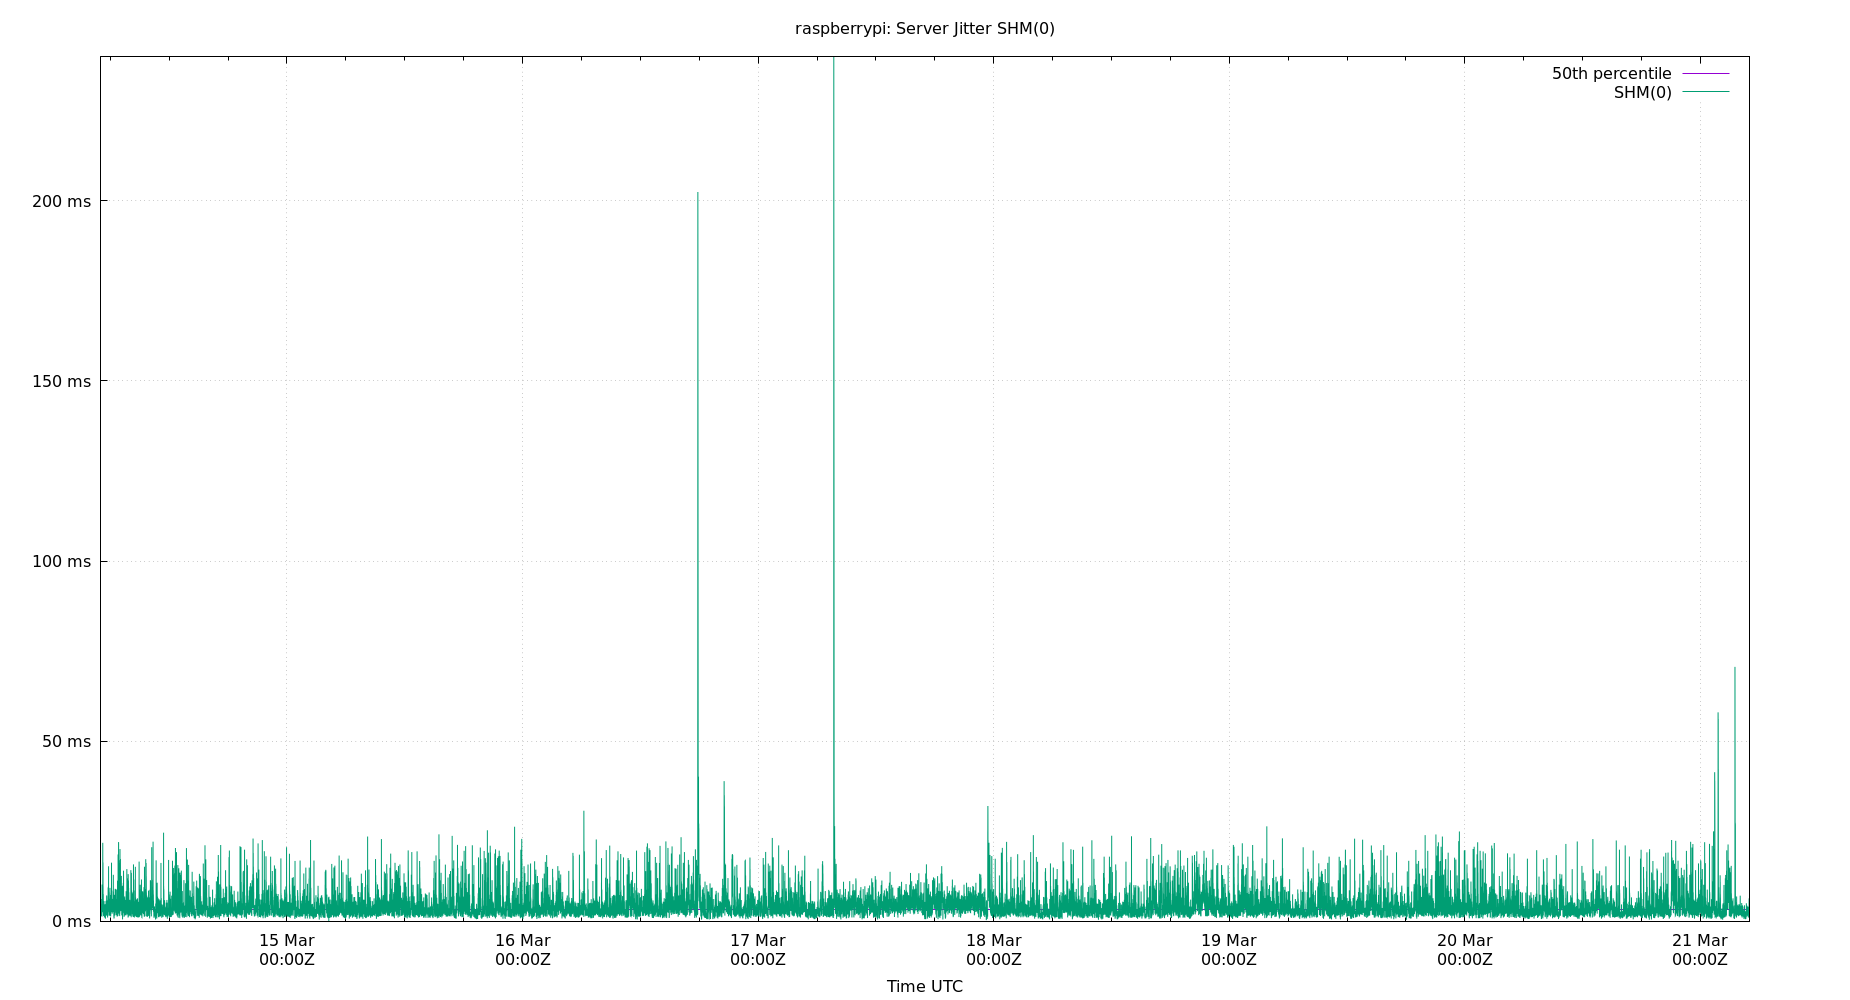 raspberrypi: Server Jitter SHM(0)
50th percentile
SHM(0)
200 ms
150 ms
100 ms
50 ms
0 ms
15 Mar 16 Mar 17 Mar 18 Mar 19 Mar 20 Mar 21 Mar
00:00Z 00:00Z 00:00Z 00:00Z 00:00Z 00:00Z 00:00Z
Time UTC